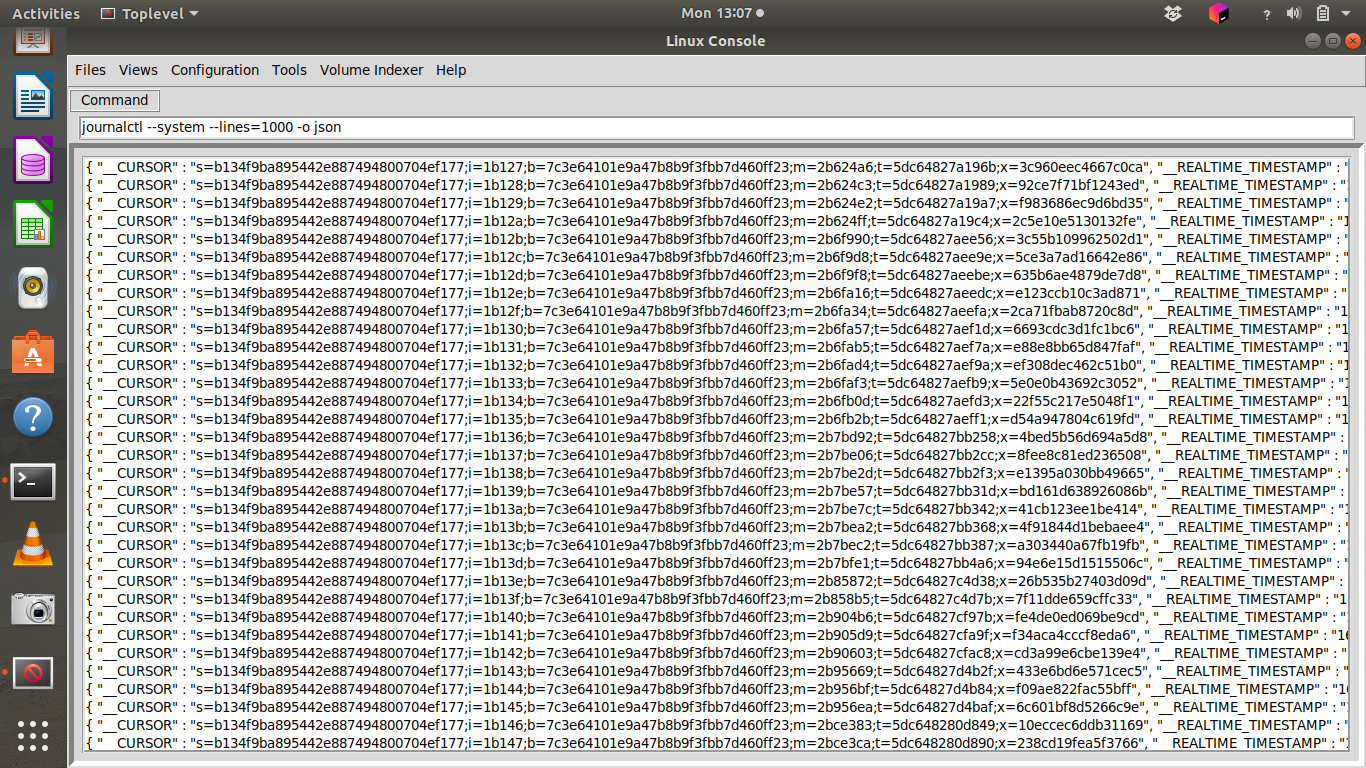 Activities Toplevel Mon 13:07
Linux Console
Files Views Configuration Tools Volume Indexer Help
Command
journalctl --system --lines=1000 -o json
{ "__CURSOR" : "s=b134f9ba895442e887494800704ef177;i=1b127;b=7c3e64101e9a47b8b9f3fbb7d460ff23;m=2b624a6;t=5dc64827a196b;x=3c960eec4667c0ca", "__REALTIME_TIMESTAMP" : "
{ "__CURSOR" : "s=b134f9ba895442e887494800704ef177;i=1b128;b=7c3e64101e9a47b8b9f3fbb7d460ff23;m=2b624c3;t=5dc64827a1989;x=92ce7f71bf1243ed", "__REALTIME_TIMESTAMP" : "
{ "__CURSOR" : "s=b134f9ba895442e887494800704ef177;i=1b129;b=7c3e64101e9a47b8b9f3fbb7d460ff23;m=2b624e2;t=5dc64827a19a7;x=f983686ec9d6bd35", "__REALTIME_TIMESTAMP" : "
{ "__CURSOR" : "s=b134f9ba895442e887494800704ef177;i=1b12a;b=7c3e64101e9a47b8b9f3fbb7d460ff23;m=2b624ff;t=5dc64827a19c4;x=2c5e10e5130132fe", "__REALTIME_TIMESTAMP" : "1
{ "__CURSOR" : "s=b134f9ba895442e887494800704ef177;i=1b12b;b=7c3e64101e9a47b8b9f3fbb7d460ff23;m=2b6f990;t=5dc64827aee56;x=3c55b109962502d1", "__REALTIME_TIMESTAMP" : "
{ "__CURSOR" : "s=b134f9ba895442e887494800704ef177;i=1b12c;b=7c3e64101e9a47b8b9f3fbb7d460ff23;m=2b6f9d8;t=5dc64827aee9e;x=5ce3a7ad16642e86", "__REALTIME_TIMESTAMP" : "
{ "__CURSOR" : "s=b134f9ba895442e887494800704ef177;i=1b12d;b=7c3e64101e9a47b8b9f3fbb7d460ff23;m=2b6f9f8;t=5dc64827aeebe;x=635b6ae4879de7d8", "__REALTIME_TIMESTAMP" : "
{ "__CURSOR" : "s=b134f9ba895442e887494800704ef177;i=1b12e;b=7c3e64101e9a47b8b9f3fbb7d460ff23;m=2b6fa16;t=5dc64827aeedc;x=e123ccb10c3ad871", "__REALTIME_TIMESTAMP" : "
{ "__CURSOR" : "s=b134f9ba895442e887494800704ef177;i=1b12f;b=7c3e64101e9a47b8b9f3fbb7d460ff23;m=2b6fa34;t=5dc64827aeefa;x=2ca71fbab8720c8d", "__REALTIME_TIMESTAMP" : "1
{ "__CURSOR" : "s=b134f9ba895442e887494800704ef177;i=1b130;b=7c3e64101e9a47b8b9f3fbb7d460ff23;m=2b6fa57;t=5dc64827aef1d;x=6693cdc3d1fc1bc6", "__REALTIME_TIMESTAMP" : "1
{ "__CURSOR" : "s=b134f9ba895442e887494800704ef177;i=1b131;b=7c3e64101e9a47b8b9f3fbb7d460ff23;m=2b6fab5;t=5dc64827aef7a;x=e88e8bb65d847faf", "__REALTIME_TIMESTAMP" : "1
{ "__CURSOR" : "s=b134f9ba895442e887494800704ef177;i=1b132;b=7c3e64101e9a47b8b9f3fbb7d460ff23;m=2b6fad4;t=5dc64827aef9a;x=ef308dec462c51b0", "__REALTIME_TIMESTAMP" : "1
{ "__CURSOR" : "s=b134f9ba895442e887494800704ef177;i=1b133;b=7c3e64101e9a47b8b9f3fbb7d460ff23;m=2b6faf3;t=5dc64827aefb9;x=5e0e0b43692c3052", "__REALTIME_TIMESTAMP" : "1
{ "__CURSOR" : "s=b134f9ba895442e887494800704ef177;i=1b134;b=7c3e64101e9a47b8b9f3fbb7d460ff23;m=2b6fb0d;t=5dc64827aefd3;x=22f55c217e5048f1", "__REALTIME_TIMESTAMP" : "1
{ "__CURSOR" : "s=b134f9ba895442e887494800704ef177;i=1b135;b=7c3e64101e9a47b8b9f3fbb7d460ff23;m=2b6fb2b;t=5dc64827aeff1;x=d54a947804c619fd", "__REALTIME_TIMESTAMP" : "1
{ "__CURSOR" : "s=b134f9ba895442e887494800704ef177;i=1b136;b=7c3e64101e9a47b8b9f3fbb7d460ff23;m=2b7bd92;t=5dc64827bb258;x=4bed5b56d694a5d8", "__REALTIME_TIMESTAMP" :
{ "__CURSOR" : "s=b134f9ba895442e887494800704ef177;i=1b137;b=7c3e64101e9a47b8b9f3fbb7d460ff23;m=2b7be06;t=5dc64827bb2cc;x=8fee8c81ed236508", "__REALTIME_TIMESTAMP" : "
{ "__CURSOR" : "s=b134f9ba895442e887494800704ef177;i=1b138;b=7c3e64101e9a47b8b9f3fbb7d460ff23;m=2b7be2d;t=5dc64827bb2f3;x=e1395a030bb49665", "__REALTIME_TIMESTAMP" :
{ "__CURSOR" : "s=b134f9ba895442e887494800704ef177;i=1b139;b=7c3e64101e9a47b8b9f3fbb7d460ff23;m=2b7be57;t=5dc64827bb31d;x=bd161d638926086b", "__REALTIME_TIMESTAMP" :
{ "__CURSOR" : "s=b134f9ba895442e887494800704ef177;i=1b13a;b=7c3e64101e9a47b8b9f3fbb7d460ff23;m=2b7be7c;t=5dc64827bb342;x=41cb123ee1be414", "__REALTIME_TIMESTAMP" : "1
{ "__CURSOR" : "s=b134f9ba895442e887494800704ef177;i=1b13b;b=7c3e64101e9a47b8b9f3fbb7d460ff23;m=2b7bea2;t=5dc64827bb368;x=4f91844d1bebaee4", "__REALTIME_TIMESTAMP" : "
{ "__CURSOR" : "s=b134f9ba895442e887494800704ef177;i=1b13c;b=7c3e64101e9a47b8b9f3fbb7d460ff23;m=2b7bec2;t=5dc64827bb387;x=a303440a67fb19fb", "__REALTIME_TIMESTAMP" : "
{ "__CURSOR" : "s=b134f9ba895442e887494800704ef177;i=1b13d;b=7c3e64101e9a47b8b9f3fbb7d460ff23;m=2b7bfe1;t=5dc64827bb4a6;x=94e6e15d1515506c", "__REALTIME_TIMESTAMP" : "
{ "__CURSOR" : "s=b134f9ba895442e887494800704ef177;i=1b13e;b=7c3e64101e9a47b8b9f3fbb7d460ff23;m=2b85872;t=5dc64827c4d38;x=26b535b27403d09d", "__REALTIME_TIMESTAMP" :
{ "__CURSOR" : "s=b134f9ba895442e887494800704ef177;i=1b13f;b=7c3e64101e9a47b8b9f3fbb7d460ff23;m=2b858b5;t=5dc64827c4d7b;x=7f11dde659cffc33", "__REALTIME_TIMESTAMP" : "1
{ "__CURSOR" : "s=b134f9ba895442e887494800704ef177;i=1b140;b=7c3e64101e9a47b8b9f3fbb7d460ff23;m=2b904b6;t=5dc64827cf97b;x=fe4de0ed069be9cd", "__REALTIME_TIMESTAMP" : "
{ "__CURSOR" : "s=b134f9ba895442e887494800704ef177;i=1b141;b=7c3e64101e9a47b8b9f3fbb7d460ff23;m=2b905d9;t=5dc64827cfa9f;x=f34aca4cccf8eda6", "__REALTIME_TIMESTAMP" : "16
{ "__CURSOR" : "s=b134f9ba895442e887494800704ef177;i=1b142;b=7c3e64101e9a47b8b9f3fbb7d460ff23;m=2b90603;t=5dc64827cfac8;x=cd3a99e6cbe139e4", "__REALTIME_TIMESTAMP" : "
{ "__CURSOR" : "s=b134f9ba895442e887494800704ef177;i=1b143;b=7c3e64101e9a47b8b9f3fbb7d460ff23;m=2b95669;t=5dc64827d4b2f;x=433e6bd6e571cec5", "__REALTIME_TIMESTAMP" : "
{ "__CURSOR" : "s=b134f9ba895442e887494800704ef177;i=1b144;b=7c3e64101e9a47b8b9f3fbb7d460ff23;m=2b956bf;t=5dc64827d4b84;x=f09ae822fac55bff", "__REALTIME_TIMESTAMP" : "16
{ "__CURSOR" : "s=b134f9ba895442e887494800704ef177;i=1b145;b=7c3e64101e9a47b8b9f3fbb7d460ff23;m=2b956ea;t=5dc64827d4baf;x=6c601bf8d5266c9e", "__REALTIME_TIMESTAMP" : "
{ "__CURSOR" : "s=b134f9ba895442e887494800704ef177;i=1b146;b=7c3e64101e9a47b8b9f3fbb7d460ff23;m=2bce383;t=5dc648280d849;x=10eccec6ddb31169", "__REALTIME_TIMESTAMP" : "
{ "__CURSOR" : "s=b134f9ba895442e887494800704ef177;i=1b147;b=7c3e64101e9a47b8b9f3fbb7d460ff23;m=2bce3ca;t=5dc648280d890;x=238cd19fea5f3766", "__REALTIME_TIMESTAMP" : "1